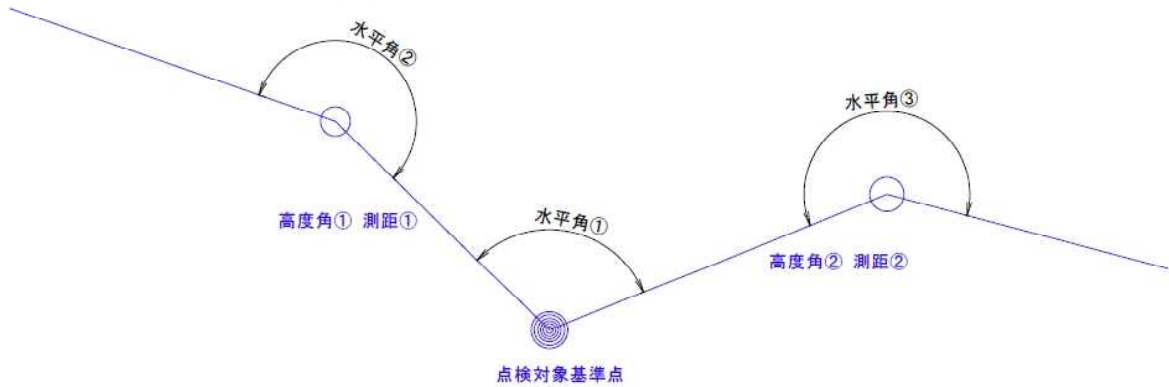 水平角②
水平角③
高度角① 測距①
水平角①
高度角② 測距②
点検対象基準点